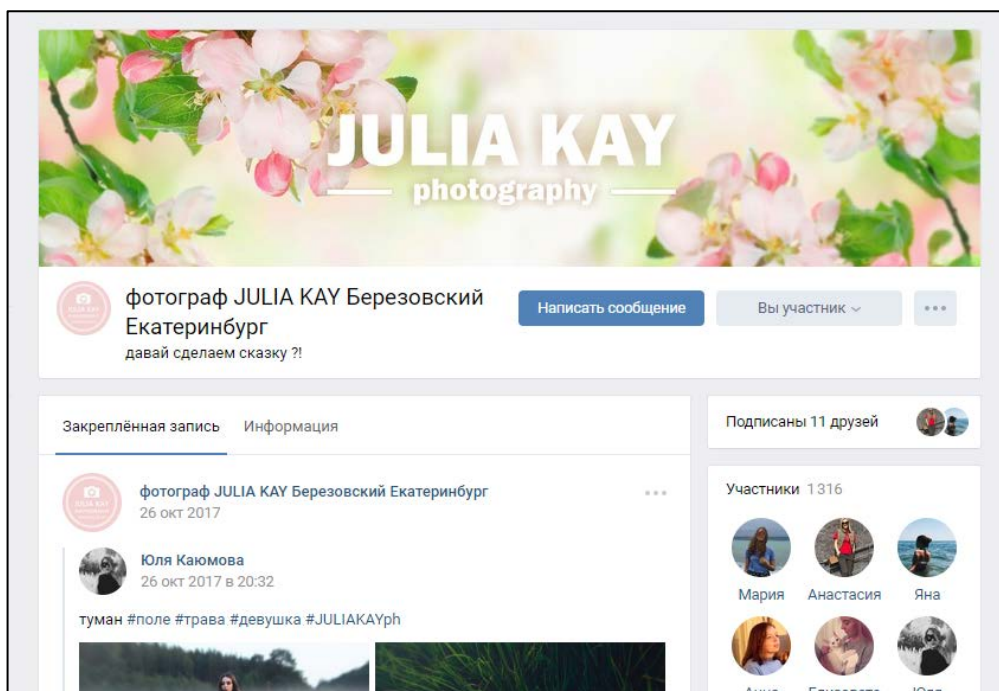 JULIA KAY
photography
фотограф JULIA KAY Березовский
Екатеринбург
давай сделаем сказку ?!
Написать сообщение
Вы участник
Закреплённая запись
Информация
Подписаны 11 друзей
фотограф JULIA KAY Березовский Екатеринбург
26 окт 2017
Юля Каюмова
26 окт 2017 в 20:32
туман #поле #трава #девушка #JULIAKAYph
Участники 1316
Мария
Анастасия
Яна